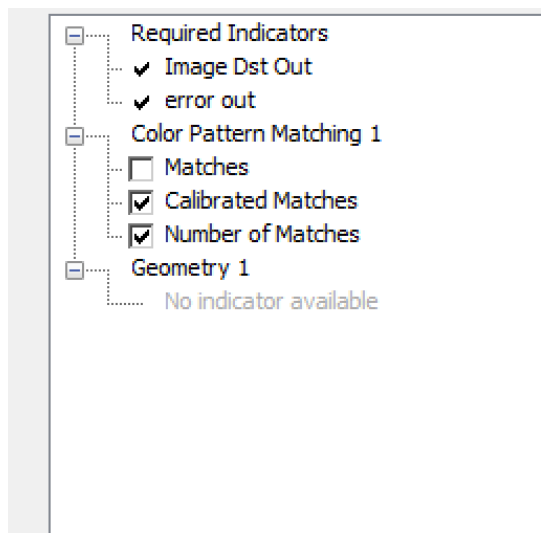 Required Indicators
Image Dst Out
error out
Color Pattern Matching 1
Matches
Calibrated Matches
Number of Matches
Geometry 1
No indicator available